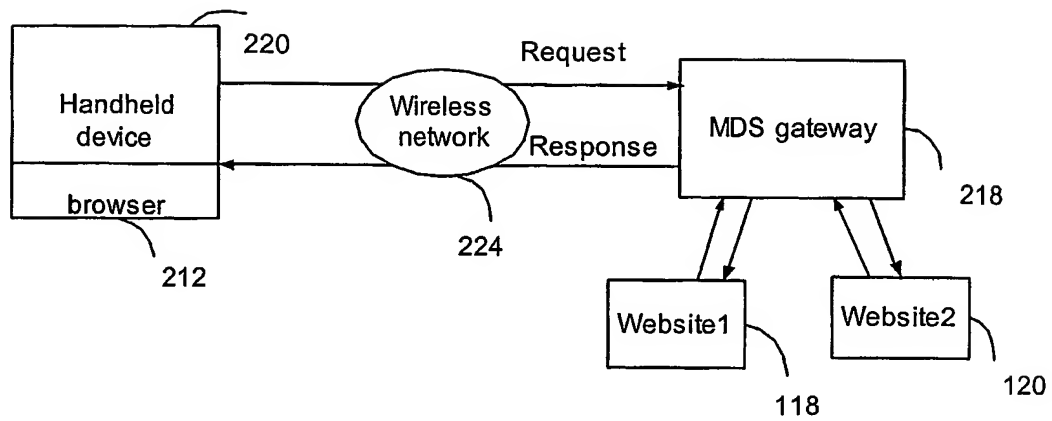 220
Request
Handheld
device
Wireless
network
MDS gateway
Response
browser
218
224
212
Website1
Website2
118
120